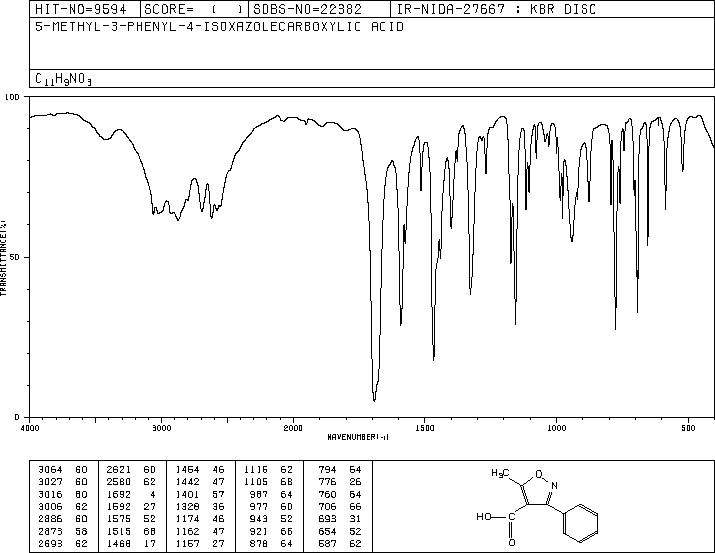 HIT-NO=9594 SCORE= ( ) SDBS-NO=22382 IR-NIDA-27667 : KBR DISC
5-METHYL-3-PHENYL-4-ISOXAZOLECARBOXYLIC ACID
C11H9NO3
100
50
0
TRANSMITTANCE(%)
4000 3000 2000 1500 1000 500
WAVENUMBER(-1)
3064 60 2621 60 1454 46 1116 62 794 64
3027 60 2580 62 1442 47 1105 68 776 26
3016 60 1692 4 1401 57 987 64 760 64
3006 62 1592 27 1328 36 977 60 706 66
2886 60 1575 52 1174 46 943 52 693 31
2873 58 1515 68 1162 47 921 66 654 52
2693 62 1468 17 1157 27 878 64 587 62
H3C O
N
HO C
O